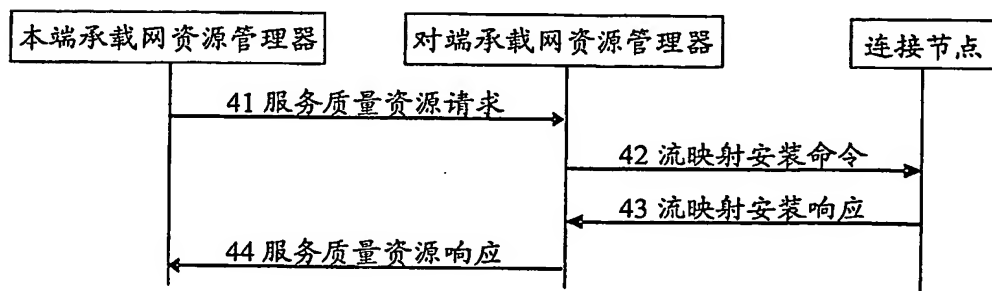 本端承载网资源管理器
对端承载网资源管理器
连接节点
41 服务质量资源请求
42 流映射安装命令
43 流映射安装响应
44 服务质量资源响应